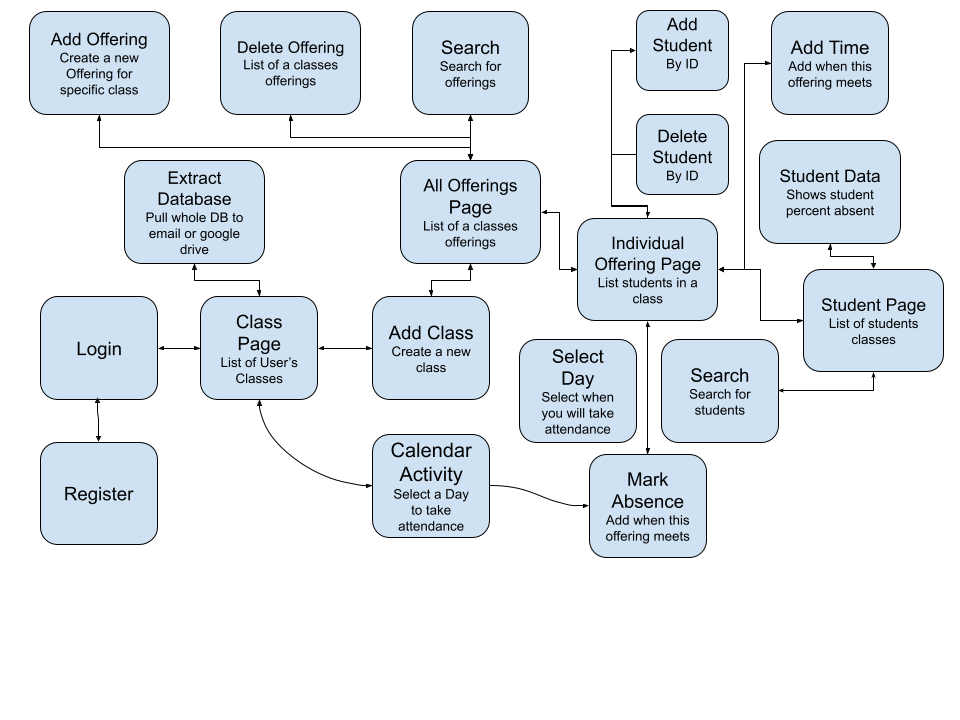 Add Offering
Create a new
Offering for
specific class
Delete Offering
List of a classes
offerings
Search
Search for
offerings
Add
Student
By ID
Add Time
Add when this
offering meets
Delete
Student
By ID
Student Data
Shows student
percent absent
Extract
Database
Pull whole DB to
email or google
drive
All Offerings
Page
List of a classes
offerings
Individual
Offering Page
List students in a
class
Student Page
List of students
classes
Login
Class
Page
List of User's
Classes
Add Class
Create a new
class
Select
Day
Select when
you will take
attendance
Search
Search for
students
Register
Calendar
Activity
Select a Day
to take
attendance
Mark
Absence
Add when this
offering meets